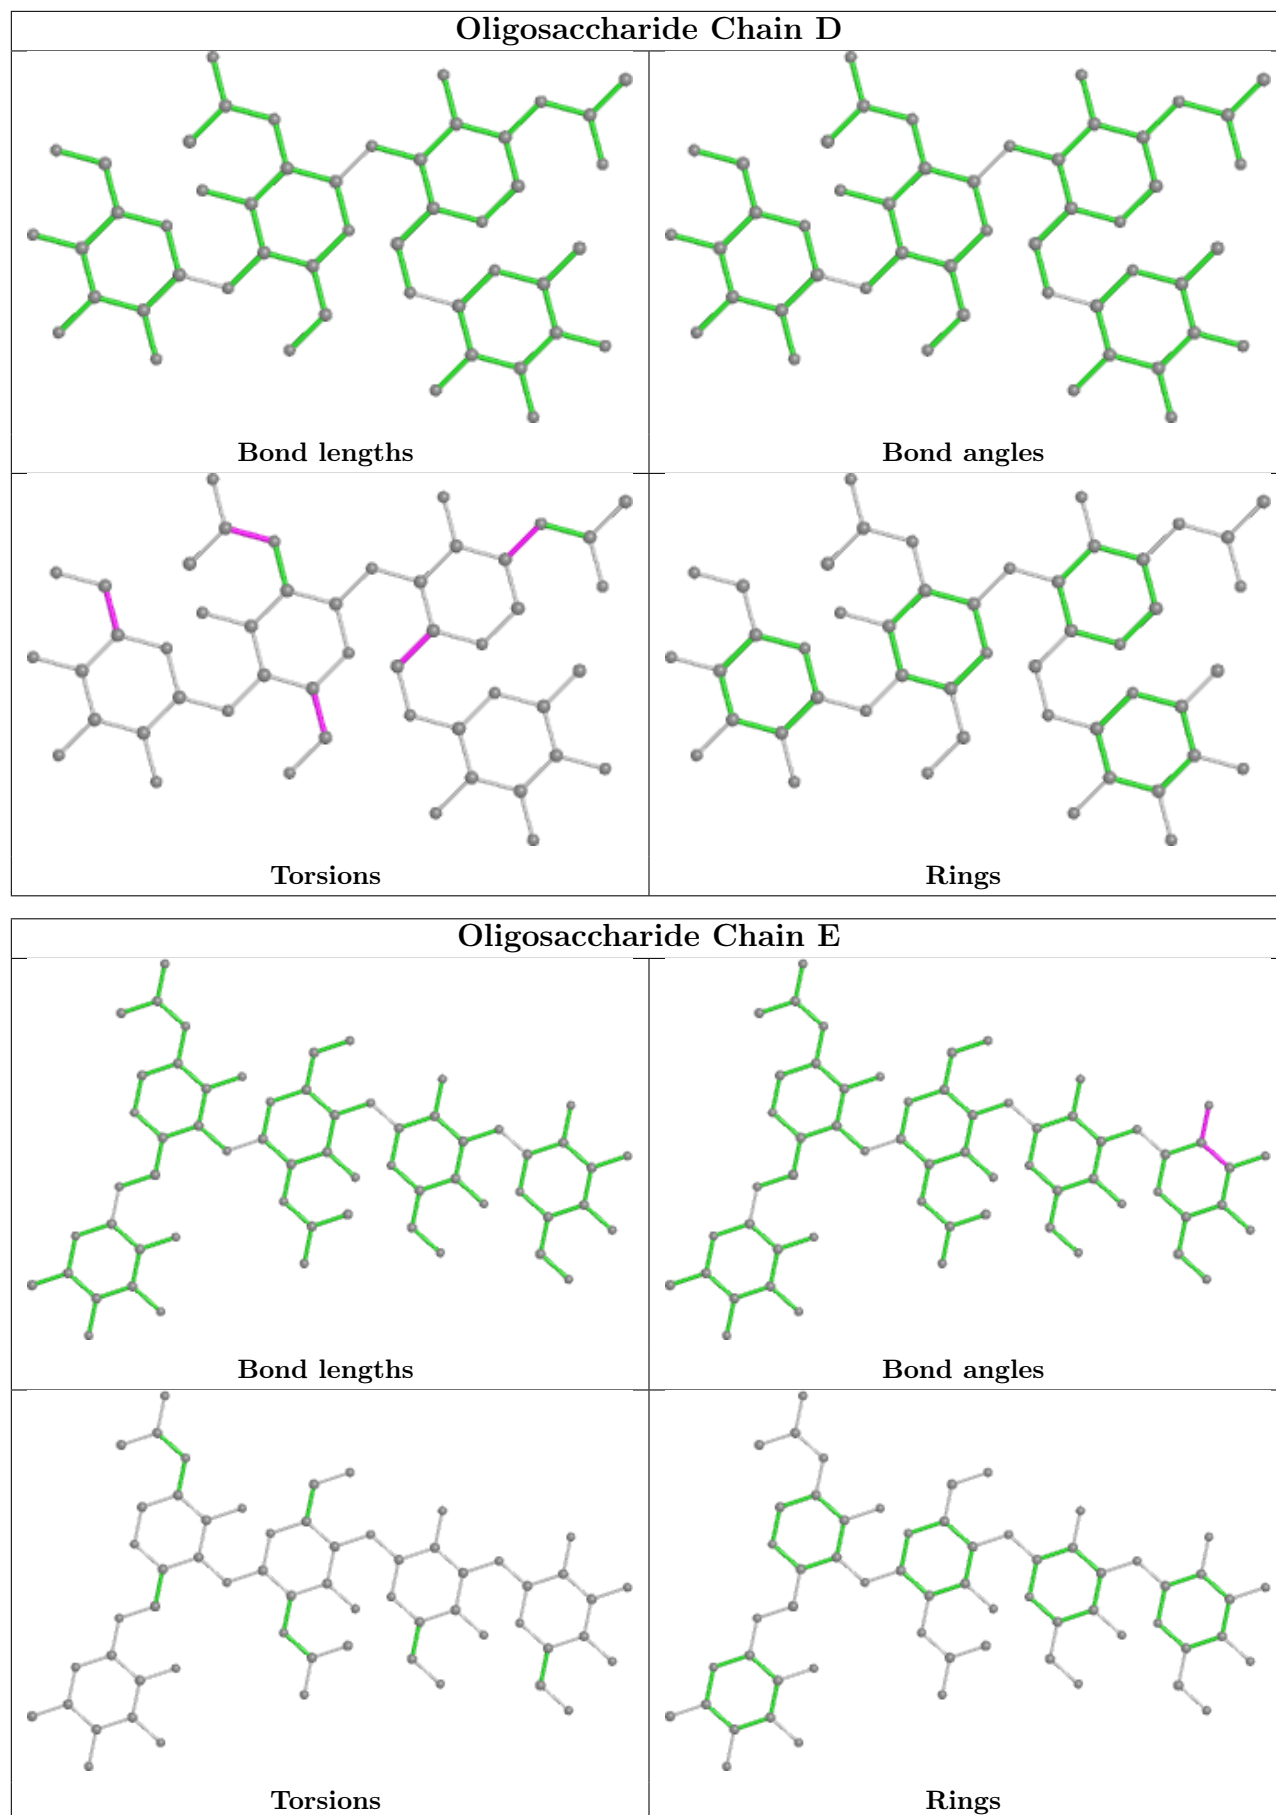 Oligosaccharide Chain D
Bond lengths
Bond angles
Torsions
Rings
Oligosaccharide Chain E
Bond lengths
Bond angles
Torsions
Rings